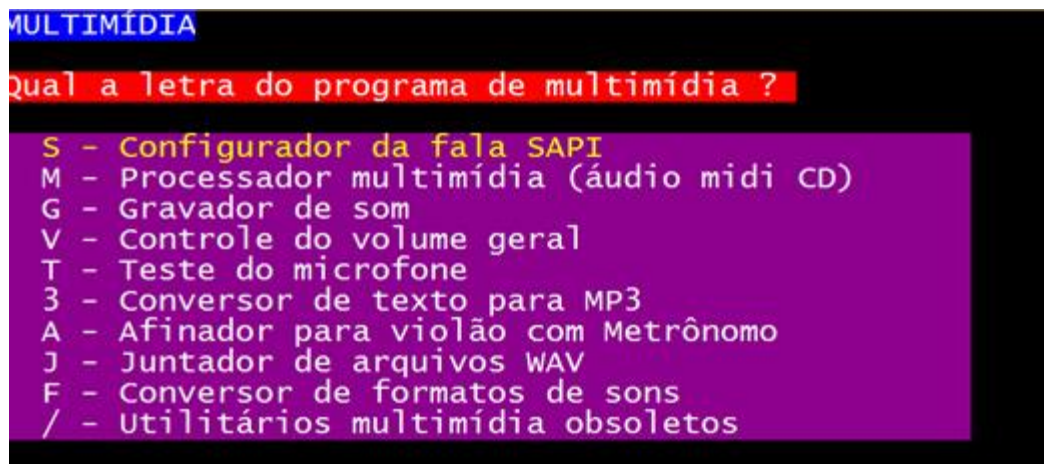 MULTIMÍDIA
Qual a letra do programa de multimídia ?
S - Configurador da fala SAPI
M - Processador multimídia (áudio midi CD)
G - Gravador de som
V - Controle do volume geral
T - Teste do microfone
3 - Conversor de texto para MP3
A - Afinador para violão com Metrônomo
J - Juntador de arquivos WAV
F - Conversor de formatos de sons
/ - Utilitários multimídia obsoletos